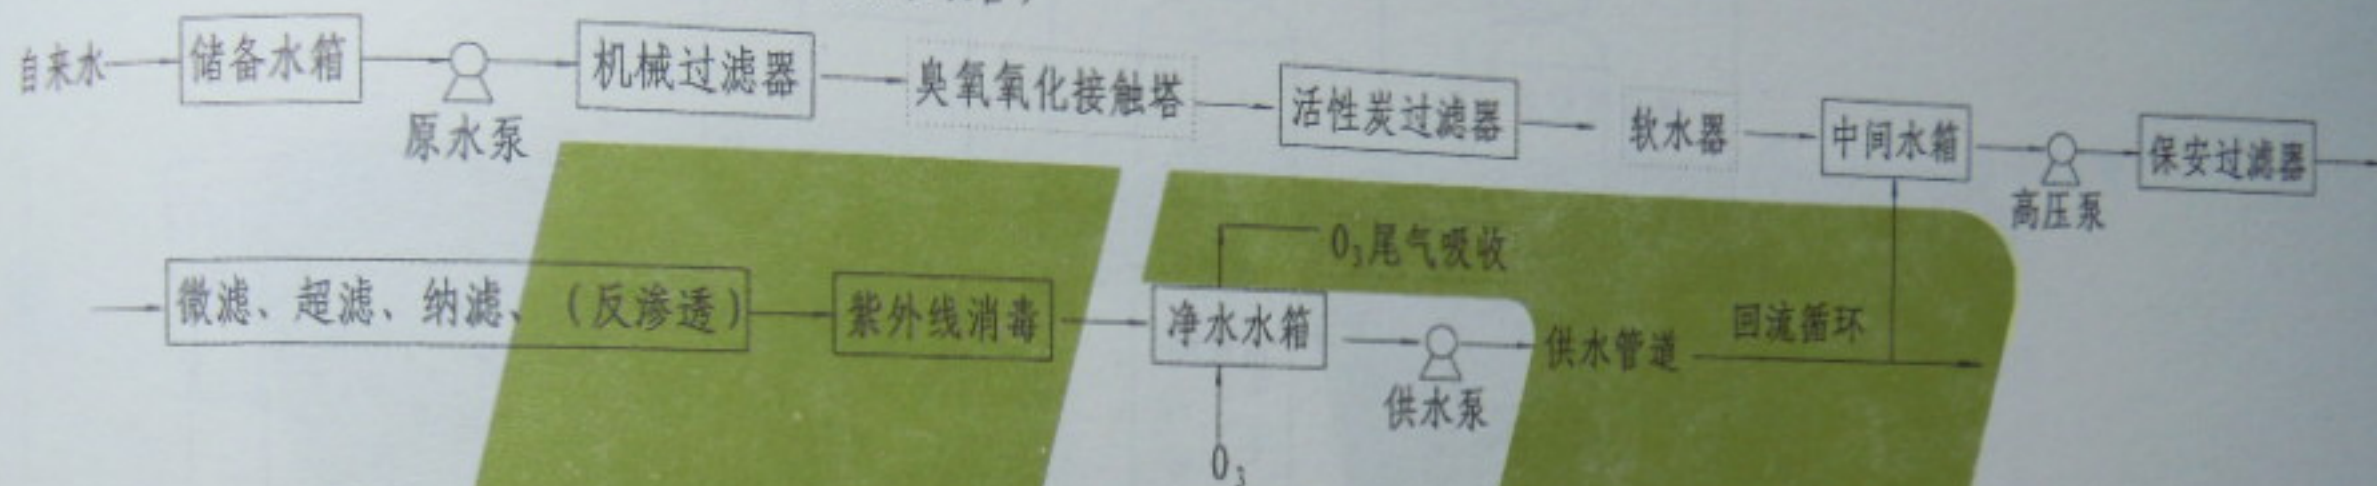 自来水
储备水箱
原水泵
机械过滤器
臭氧氧化接触塔
活性炭过滤器
软水器
中间水箱
高压泵
保安过滤器
微滤、超滤、纳滤、（反渗透）
紫外线消毒
O₃尾气吸收
净水水箱
O₃
供水泵
供水管道
回流循环